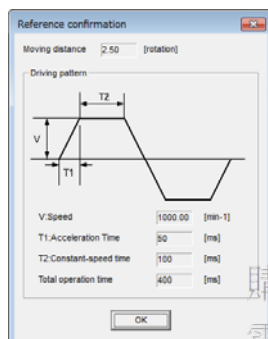 Reference confirmation
Moving distance 2.50 [rotation]
Driving pattern
T2
V
T1
V:Speed 1000.00 [min-1]
T1:Acceleration Time 50 [ms]
T2:Constant-speed time 100 [ms]
Total operation time 400 [ms]
OK